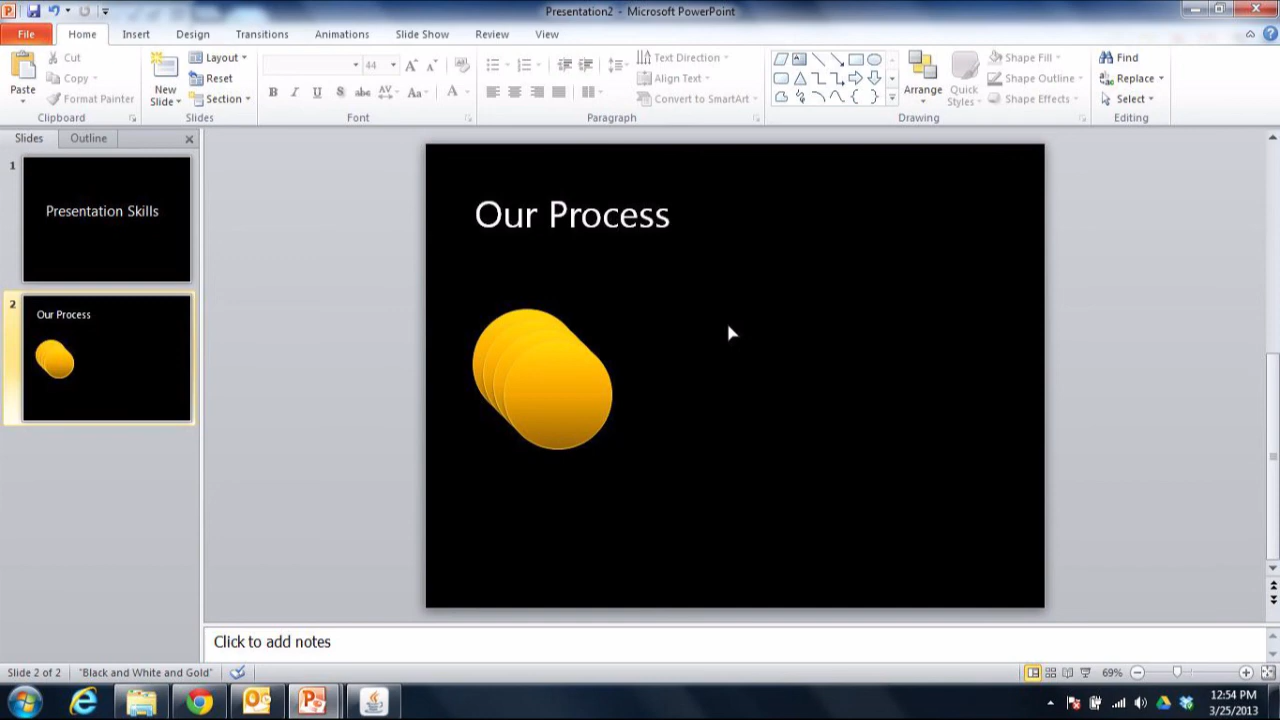 Presentation2 - Microsoft PowerPoint
File Home Insert Design Transitions Animations Slide Show Review View
Paste
Cut
Copy
Format Painter
Clipboard
New Slide
Layout
Reset
Section
Slides
44
B I U S abc AV Aa A
Font
Text Direction
Align Text
Convert to SmartArt
Paragraph
Arrange
Quick Styles
Shape Fill
Shape Outline
Shape Effects
Drawing
Find
Replace
Select
Editing
Slides Outline
1
Presentation Skills
2
Our Process
Our Process
Click to add notes
Slide 2 of 2 "Black and White and Gold" 69%
12:54 PM
3/25/2013